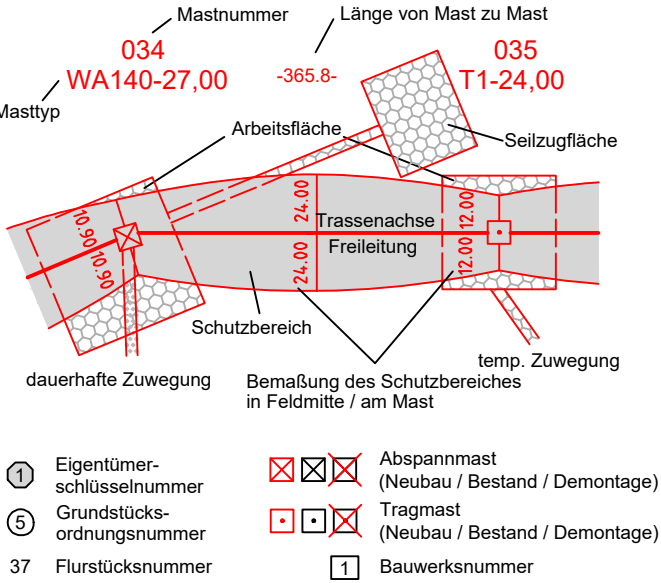 Mastnummer
Länge von Mast zu Mast
034
035
WA140-27,00
-365.8-
T1-24,00
Masttyp
Arbeitsfläche
Seilzugfläche
10.90
10.90
24.00
24.00
12.00
12.00
Trassenachse
Freileitung
Schutzbereich
temp. Zuwegung
dauerhafte Zuwegung
Bemaßung des Schutzbereiches
in Feldmitte / am Mast
1 Eigentümer-
schlüsselnummer
Abspannmast
(Neubau / Bestand / Demontage)
5 Grundstücks-
ordnungsnummer
Tragmast
(Neubau / Bestand / Demontage)
37 Flurstücksnummer
1 Bauwerksnummer